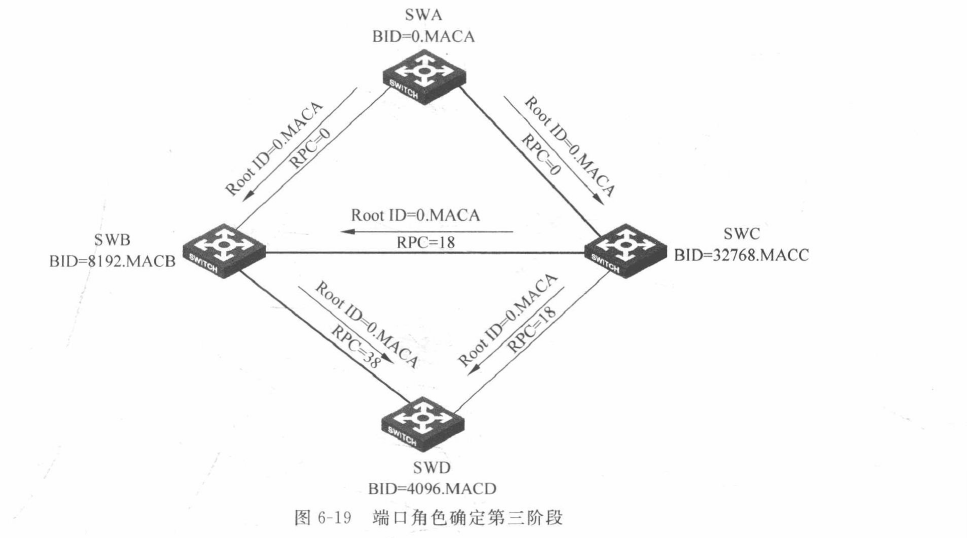 SWA
BID=0.MACA
SWITCH
Root ID=0.MACA
RPC=0
Root ID=0.MACA
RPC=0
Root ID=0.MACA
RPC=18
SWB
BID=8192.MACB
SWITCH
SWC
BID=32768.MACC
SWITCH
Root ID=0.MACA
RPC=38
Root ID=0.MACA
RPC=18
SWITCH
SWD
BID=4096.MACD
图 6-19 端口角色确定第三阶段